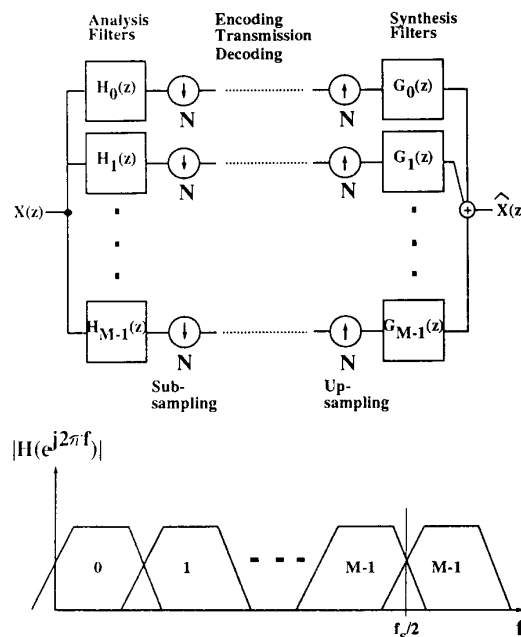 Analysis Filters
Encoding Transmission Decoding
Synthesis Filters
H0(z)
↓
N
↑
N
G0(z)
H1(z)
↓
N
↑
N
G1(z)
X(z)
+
X̂(z
HM-1(z)
↓
N
↑
N
GM-1(z)
Sub-sampling
Up-sampling
|H(e^j2πf)|
0
1
M-1
M-1
fs/2
f